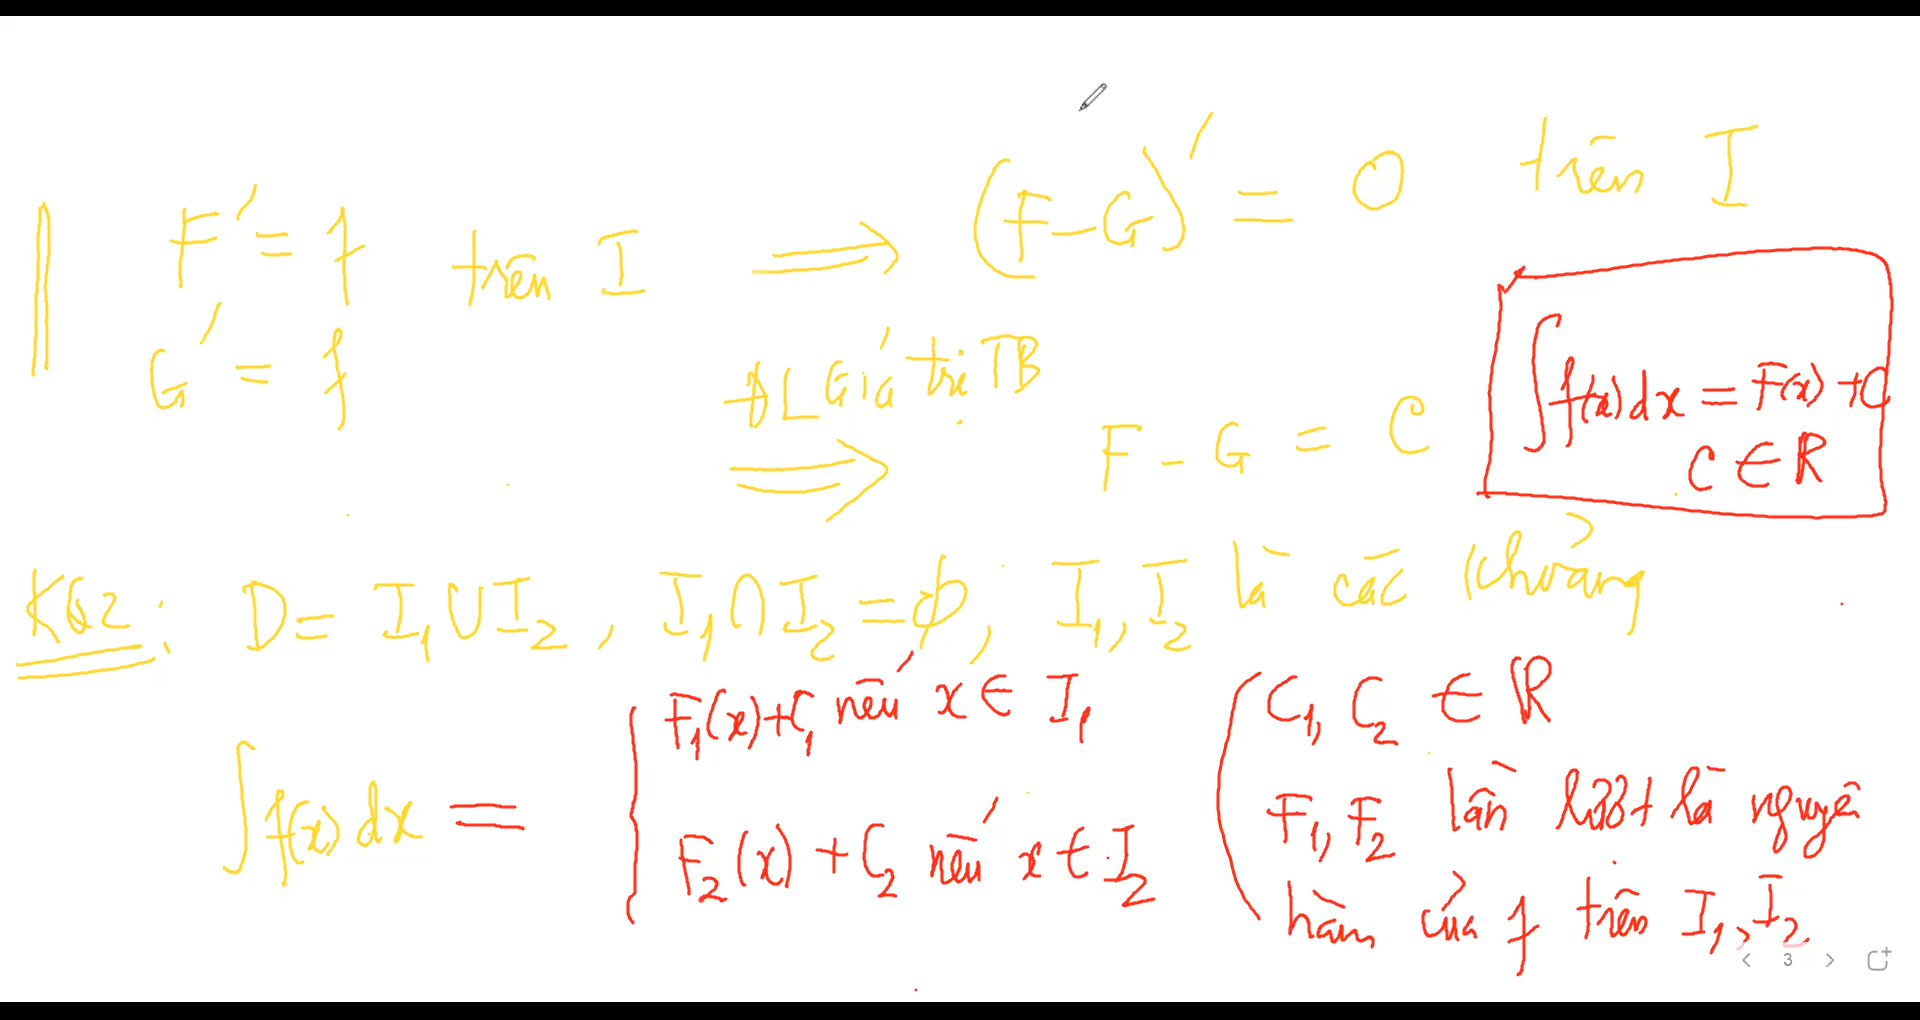 F' = f trên I ⟹ (F - G)' = 0 trên I
G' = f
ĐL Giá trị TB
⟹ F - G = C
∫ f(x) dx = F(x) + C
C ∈ ℝ
KQ2: D = I₁ ∪ I₂, I₁ ∩ I₂ = ∅; I₁, I₂ là các khoảng
∫ f(x) dx = { F₁(x) + C₁ nếu x ∈ I₁
F₂(x) + C₂ nếu x ∈ I₂
( C₁, C₂ ∈ ℝ
F₁, F₂ lần lượt là nguyên
hàm của f trên I₁, I₂
3